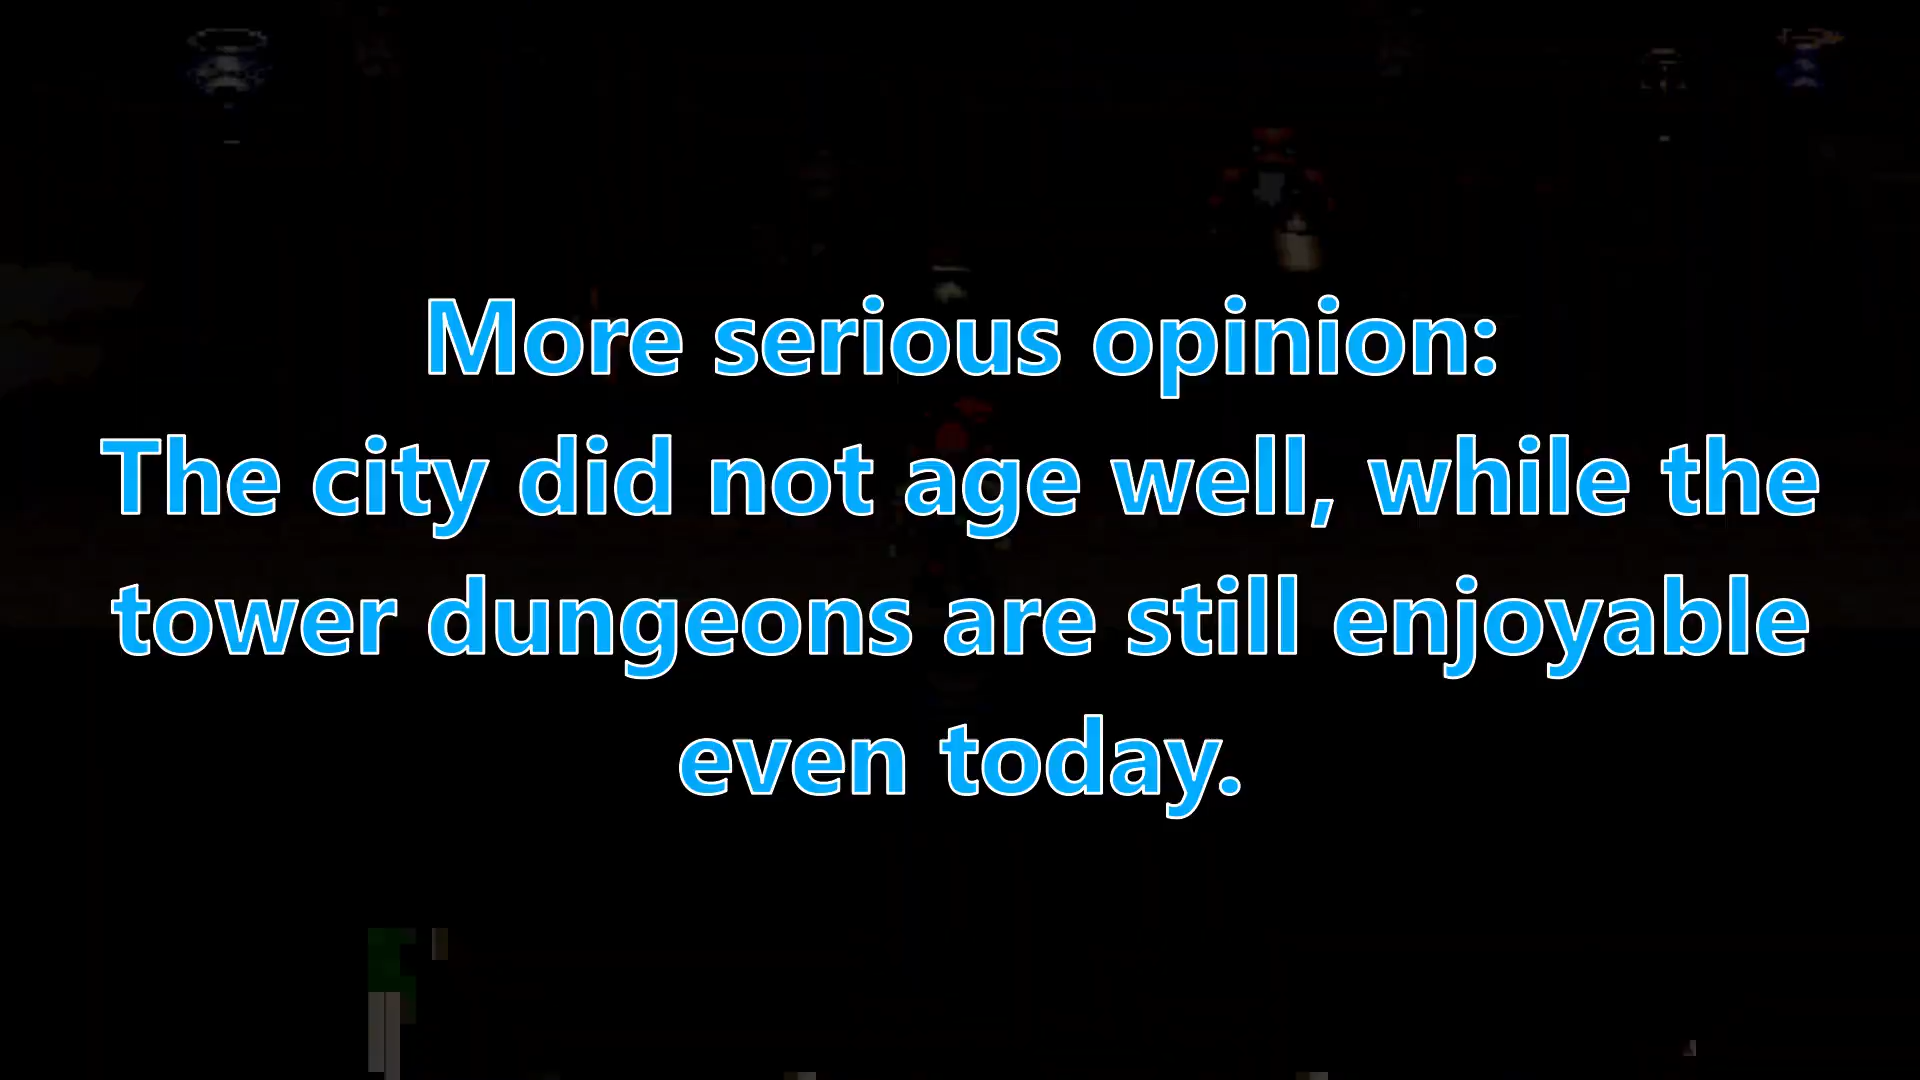 More serious opinion:
The city did not age well, while the
tower dungeons are still enjoyable
even today.